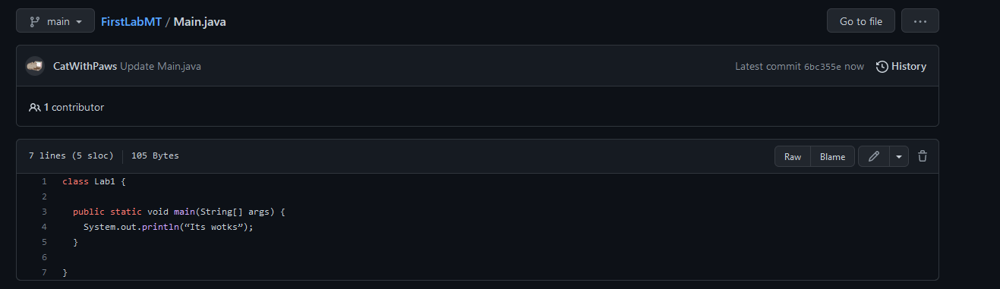 main FirstLabMT / Main.java Go to file ...
CatWithPaws Update Main.java Latest commit 6bc355e now History
1 contributor
7 lines (5 sloc) 105 Bytes Raw Blame
1 class Lab1 {
2
3 public static void main(String[] args) {
4 System.out.println(“Its wotks”);
5 }
6
7 }